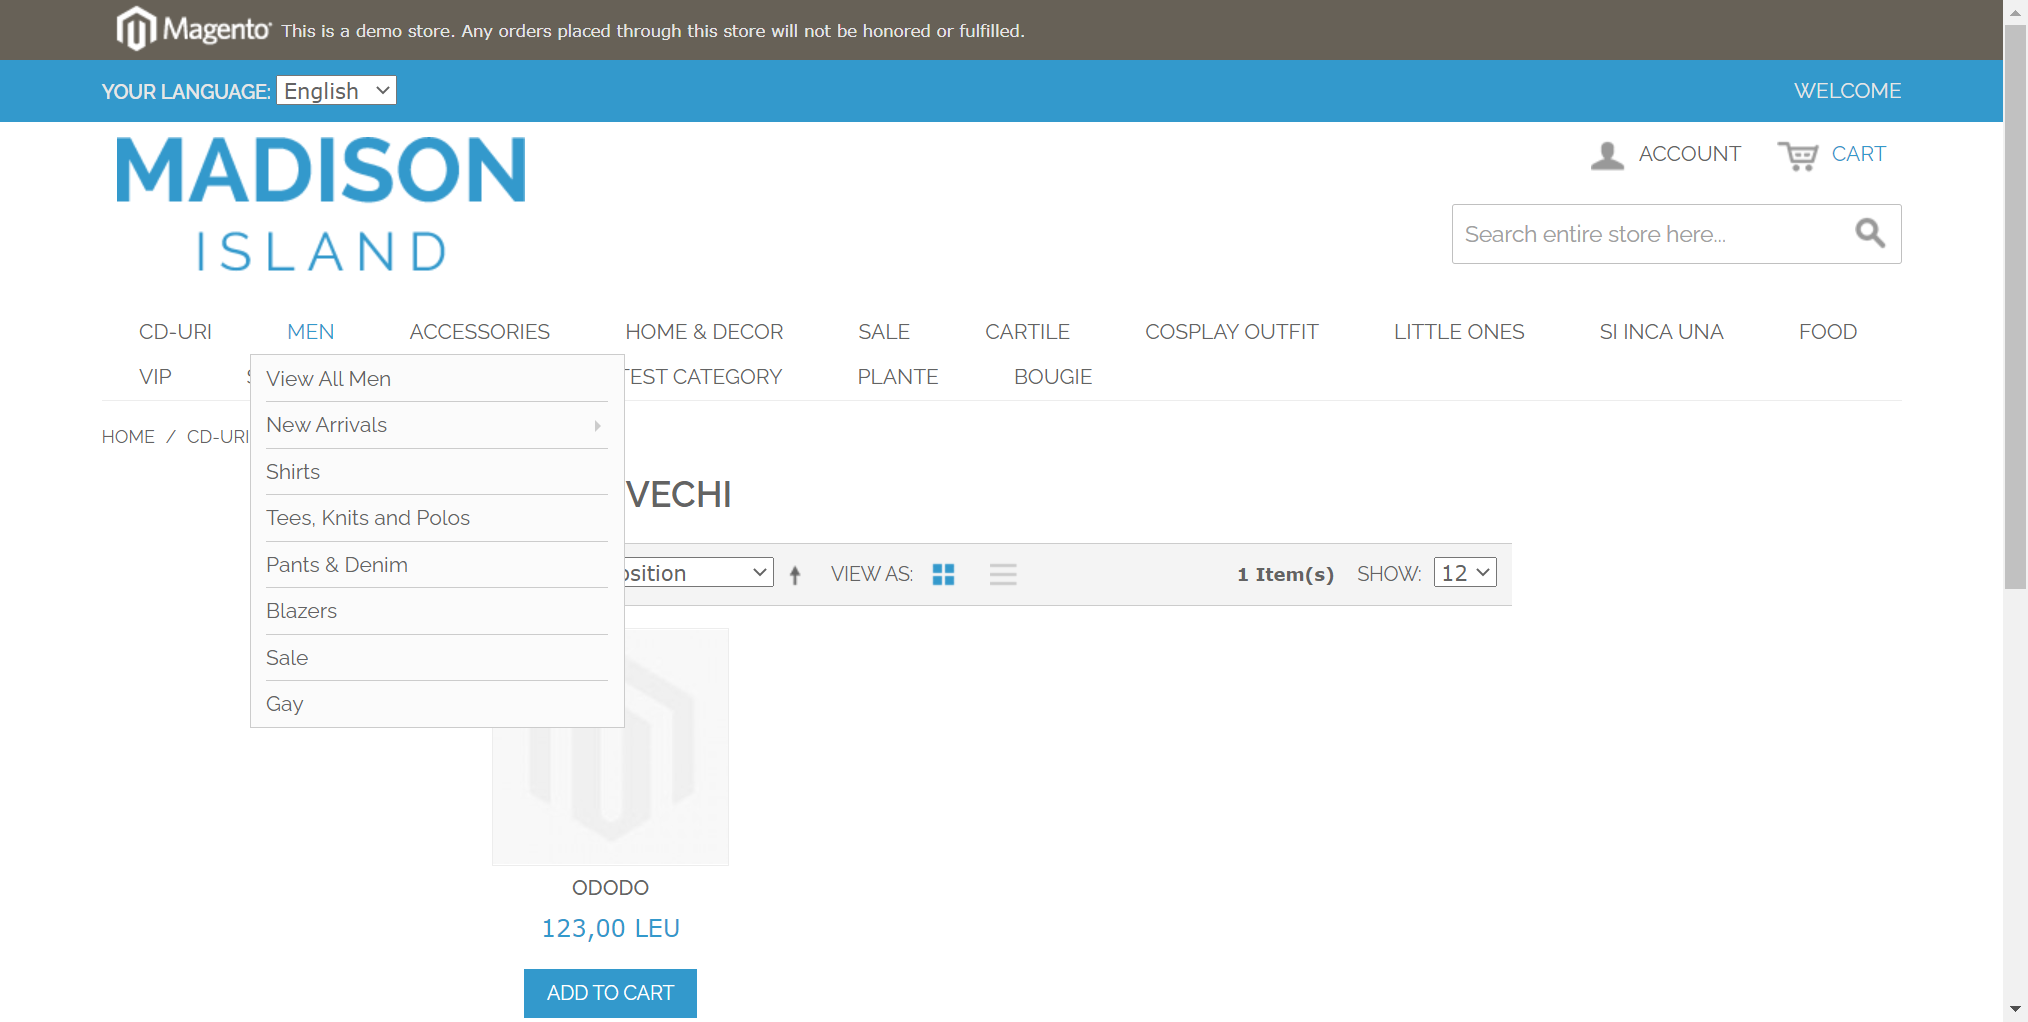 Magento This is a demo store. Any orders placed through this store will not be honored or fulfilled.
YOUR LANGUAGE: English WELCOME
MADISON
ISLAND
ACCOUNT CART
Search entire store here...
CD-URI MEN ACCESSORIES HOME & DECOR SALE CARTILE COSPLAY OUTFIT LITTLE ONES SI INCA UNA FOOD
VIP TEST CATEGORY PLANTE BOUGIE
View All Men
New Arrivals
Shirts
Tees, Knits and Polos
Pants & Denim
Blazers
Sale
Gay
HOME / CD-URI
VECHI
osition VIEW AS: 1 Item(s) SHOW: 12
ODODO
123,00 LEU
ADD TO CART